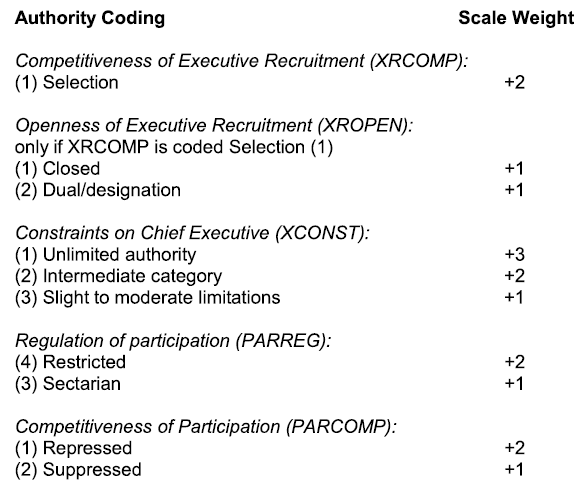 Authority Coding Scale Weight
Competitiveness of Executive Recruitment (XRCOMP):
(1) Selection +2
Openness of Executive Recruitment (XROPEN):
only if XRCOMP is coded Selection (1)
(1) Closed +1
(2) Dual/designation +1
Constraints on Chief Executive (XCONST):
(1) Unlimited authority +3
(2) Intermediate category +2
(3) Slight to moderate limitations +1
Regulation of participation (PARREG):
(4) Restricted +2
(3) Sectarian +1
Competitiveness of Participation (PARCOMP):
(1) Repressed +2
(2) Suppressed +1